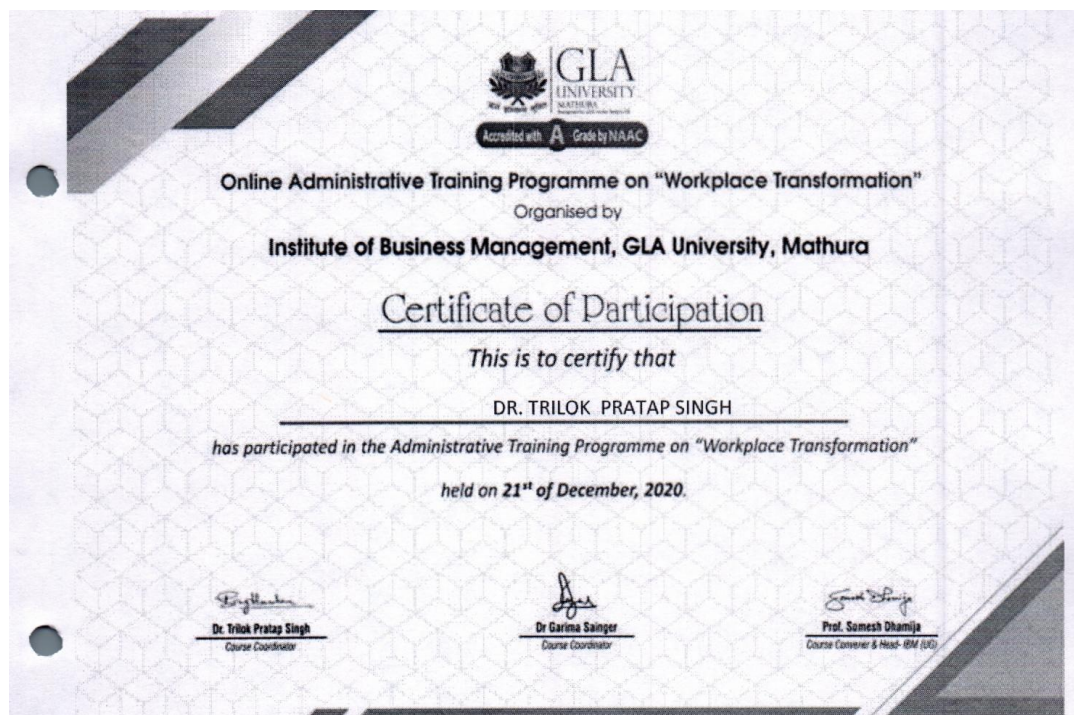 GLA
UNIVERSITY
MATHURA
Accredited with A Grade by NAAC
Online Administrative Training Programme on “Workplace Transformation”
Organised by
Institute of Business Management, GLA University, Mathura
Certificate of Participation
This is to certify that
DR. TRILOK PRATAP SINGH
has participated in the Administrative Training Programme on “Workplace Transformation”
held on 21st of December, 2020.
Dr. Trilok Pratap Singh
Course Coordinator
Dr Garima Sainger
Course Coordinator
Prof. Somesh Dhamija
Course Convener & Head- IBM (UG)